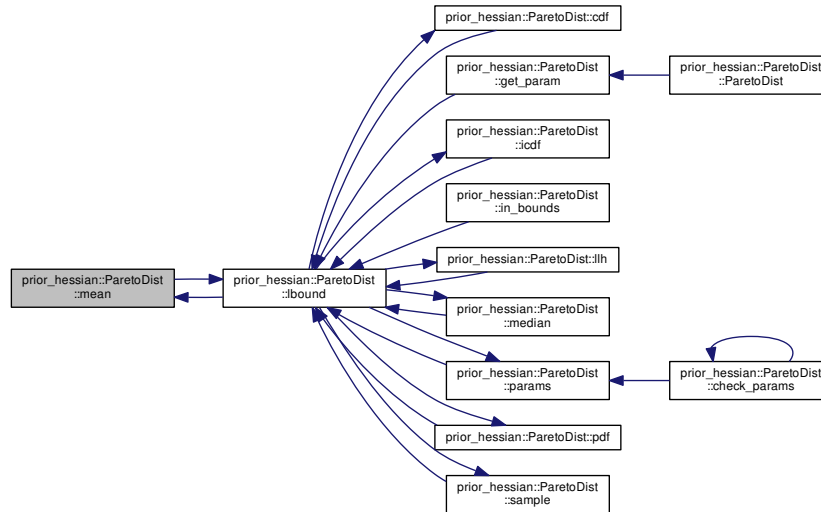 prior_hessian::ParetoDist
::mean
prior_hessian::ParetoDist
::lbound
prior_hessian::ParetoDist::cdf
prior_hessian::ParetoDist
::get_param
prior_hessian::ParetoDist
::ParetoDist
prior_hessian::ParetoDist
::icdf
prior_hessian::ParetoDist
::in_bounds
prior_hessian::ParetoDist::llh
prior_hessian::ParetoDist
::median
prior_hessian::ParetoDist
::params
prior_hessian::ParetoDist
::check_params
prior_hessian::ParetoDist::pdf
prior_hessian::ParetoDist
::sample